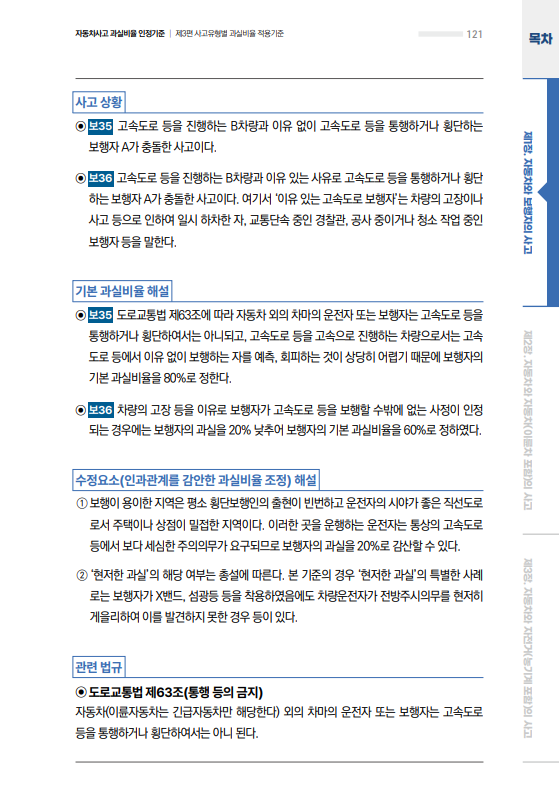 자동차사고 과실비율 인정기준 | 제3편 사고유형별 과실비율 적용기준
121
목차
사고 상황
◉ 보35 고속도로 등을 진행하는 B차량과 이유 없이 고속도로 등을 통행하거나 횡단하는
보행자 A가 충돌한 사고이다.
◉ 보36 고속도로 등을 진행하는 B차량과 이유 있는 사유로 고속도로 등을 통행하거나 횡단
하는 보행자 A가 충돌한 사고이다. 여기서 ‘이유 있는 고속도로 보행자’는 차량의 고장이나
사고 등으로 인하여 일시 하차한 자, 교통단속 중인 경찰관, 공사 중이거나 청소 작업 중인
보행자 등을 말한다.
기본 과실비율 해설
◉ 보35 도로교통법 제63조에 따라 자동차 외의 차마의 운전자 또는 보행자는 고속도로 등을
통행하거나 횡단하여서는 아니되고, 고속도로 등을 고속으로 진행하는 차량으로서는 고속
도로 등에서 이유 없이 보행하는 자를 예측, 회피하는 것이 상당히 어렵기 때문에 보행자의
기본 과실비율을 80%로 정한다.
◉ 보36 차량의 고장 등을 이유로 보행자가 고속도로 등을 보행할 수밖에 없는 사정이 인정
되는 경우에는 보행자의 과실을 20% 낮추어 보행자의 기본 과실비율을 60%로 정하였다.
수정요소(인과관계를 감안한 과실비율 조정) 해설
① 보행이 용이한 지역은 평소 횡단보행인의 출현이 빈번하고 운전자의 시야가 좋은 직선도로
로서 주택이나 상점이 밀접한 지역이다. 이러한 곳을 운행하는 운전자는 통상의 고속도로
등에서 보다 세심한 주의의무가 요구되므로 보행자의 과실을 20%로 감산할 수 있다.
② ‘현저한 과실’의 해당 여부는 총설에 따른다. 본 기준의 경우 ‘현저한 과실’의 특별한 사례
로는 보행자가 X밴드, 섬광등 등을 착용하였음에도 차량운전자가 전방주시의무를 현저히
게을리하여 이를 발견하지 못한 경우 등이 있다.
관련 법규
◉ 도로교통법 제63조(통행 등의 금지)
자동차(이륜자동차는 긴급자동차만 해당한다) 외의 차마의 운전자 또는 보행자는 고속도로
등을 통행하거나 횡단하여서는 아니 된다.
제1장. 자동차와 보행자의 사고
제2장. 자동차와 자동차(이륜차 포함)의 사고
제3장. 자동차와 자전거(농기계 포함)의 사고